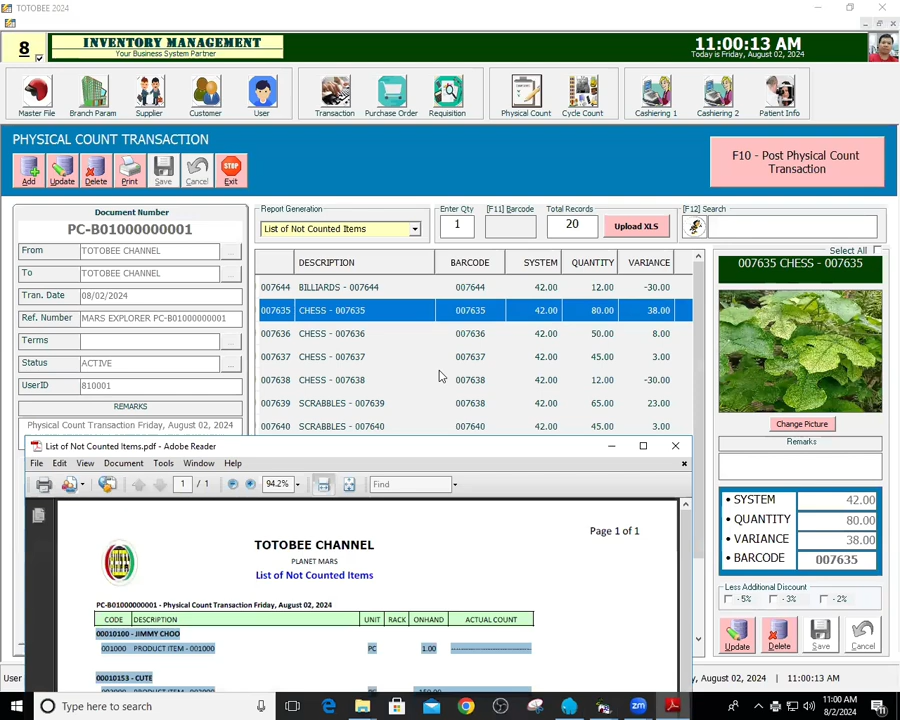 TOTOBEE 2024
8
INVENTORY MANAGEMENT
Your Business System Partner
11:00:13 AM
Today is Friday, August 02, 2024
Master File
Branch Param
Supplier
Customer
User
Transaction
Purchase Order
Requisition
Physical Count
Cycle Count
Cashiering 1
Cashiering 2
Patient Info
PHYSICAL COUNT TRANSACTION
Add
Update
Delete
Print
Save
Cancel
STOP
Exit
F10 - Post Physical Count
Transaction
Document Number
PC-B01000000001
From TOTOBEE CHANNEL ...
To TOTOBEE CHANNEL ...
Tran. Date 08/02/2024
Ref. Number MARS EXPLORER PC-B01000000001
Terms ...
Status ACTIVE ...
UserID 810001
REMARKS
Physical Count Transaction Friday, August 02, 2024
Report Generation
List of Not Counted Items
Enter Qty
1
[F11] Barcode
Total Records
20
Upload XLS
[F12] Search
Select All
DESCRIPTION BARCODE SYSTEM QUANTITY VARIANCE
007644 BILLIARDS - 007644 007644 42.00 12.00 -30.00
007635 CHESS - 007635 007635 42.00 80.00 38.00
007636 CHESS - 007636 007636 42.00 50.00 8.00
007637 CHESS - 007637 007637 42.00 45.00 3.00
007638 CHESS - 007638 007638 42.00 12.00 -30.00
007639 SCRABBLES - 007639 007638 42.00 65.00 23.00
007640 SCRABBLES - 007640 007640 42.00 45.00 3.00
007635 CHESS - 007635
Change Picture
Remarks
• SYSTEM 42.00
• QUANTITY 80.00
• VARIANCE 38.00
• BARCODE 007635
Less Additional Discount
- 5% - 3% - 2%
Update
Delete
Save
Cancel
List of Not Counted Items.pdf - Adobe Reader
File Edit View Document Tools Window Help
1 / 1 94.2% Find
Page 1 of 1
TOTOBEE CHANNEL
PLANET MARS
List of Not Counted Items
PC-B01000000001 - Physical Count Transaction Friday, August 02, 2024
CODE DESCRIPTION UNIT RACK ONHAND ACTUAL COUNT
00010100 - JIMMY CHOO
001000 PRODUCT ITEM - 001000 PC 1.00 --------------------
00010153 - CUTE
User
y, August 02, 2024 | 11:00:13 AM
Type here to search
zm
11:00 AM
8/2/2024